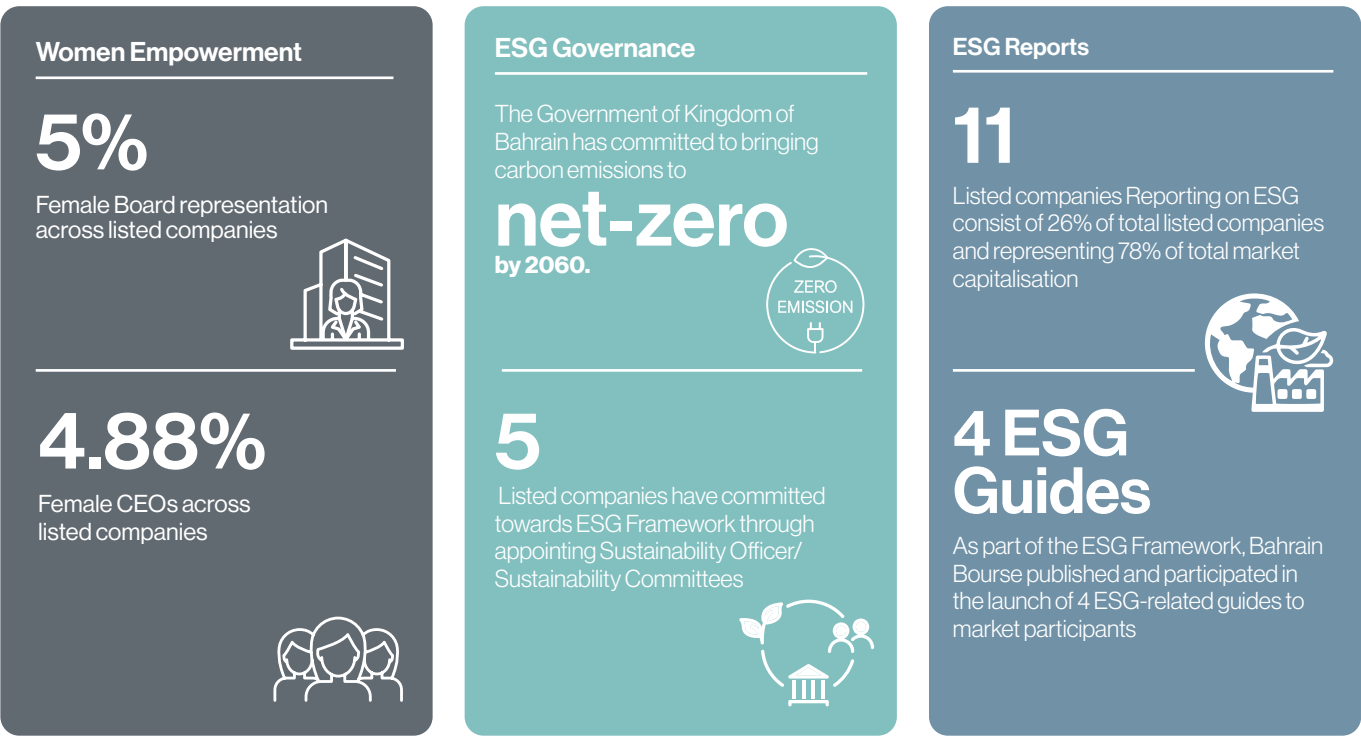 Women Empowerment
5%
Female Board representation
across listed companies
4.88%
Female CEOs across
listed companies
ESG Governance
The Government of Kingdom of
Bahrain has committed to bringing
carbon emissions to
net-zero
by 2060.
ZERO
EMISSION
5
Listed companies have committed
towards ESG Framework through
appointing Sustainability Officer/
Sustainability Committees
ESG Reports
11
Listed companies Reporting on ESG
consist of 26% of total listed companies
and representing 78% of total market
capitalisation
4 ESG
Guides
As part of the ESG Framework, Bahrain
Bourse published and participated in
the launch of 4 ESG-related guides to
market participants